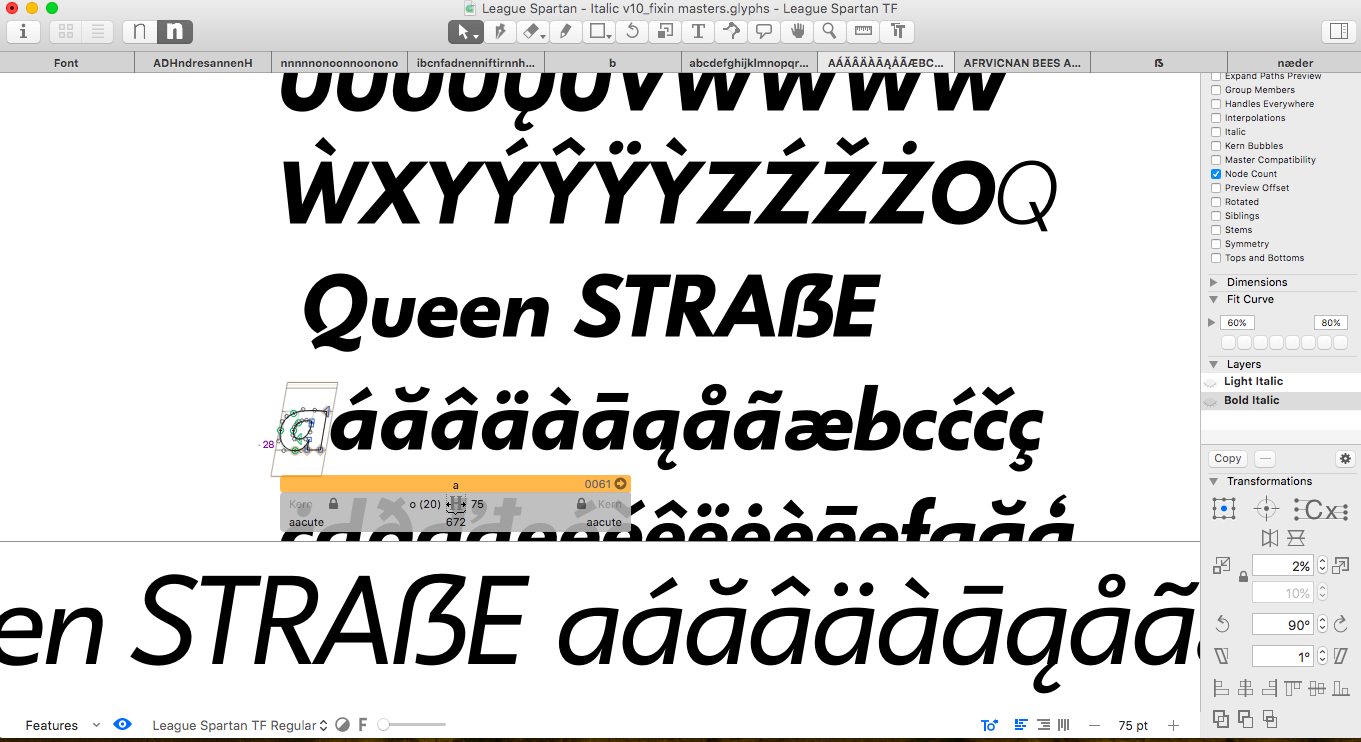 League Spartan - Italic v10_fixin masters.glyphs - League Spartan TF
Font ADHndresannenH nnnnnonoonnoonono ibcnfadnenniftirnnh... b abcdefghijklmnopqr... AÁĂÂÄÀĀĄÅÃÆBC... AFRVICNAN BEES A... ẞ næder
Expand Paths Preview
Group Members
Handles Everywhere
Interpolations
Italic
Kern Bubbles
Master Compatibility
Node Count
Preview Offset
Rotated
Siblings
Stems
Symmetry
Tops and Bottoms
ẀXYÝŶŸỲZŹŽŻOQ
Queen STRAẞE
aáăâäàāąåãæbcćčç
28
a 0061
Kern o (20) H 75 Kern
aacute 672 aacute
en STRAẞE aáăâäàāąåã
Features League Spartan TF Regular F 75 pt
Dimensions
Fit Curve
60% 80%
Layers
Light Italic
Bold Italic
Copy
Transformations
Cx
2%
10%
90°
1°